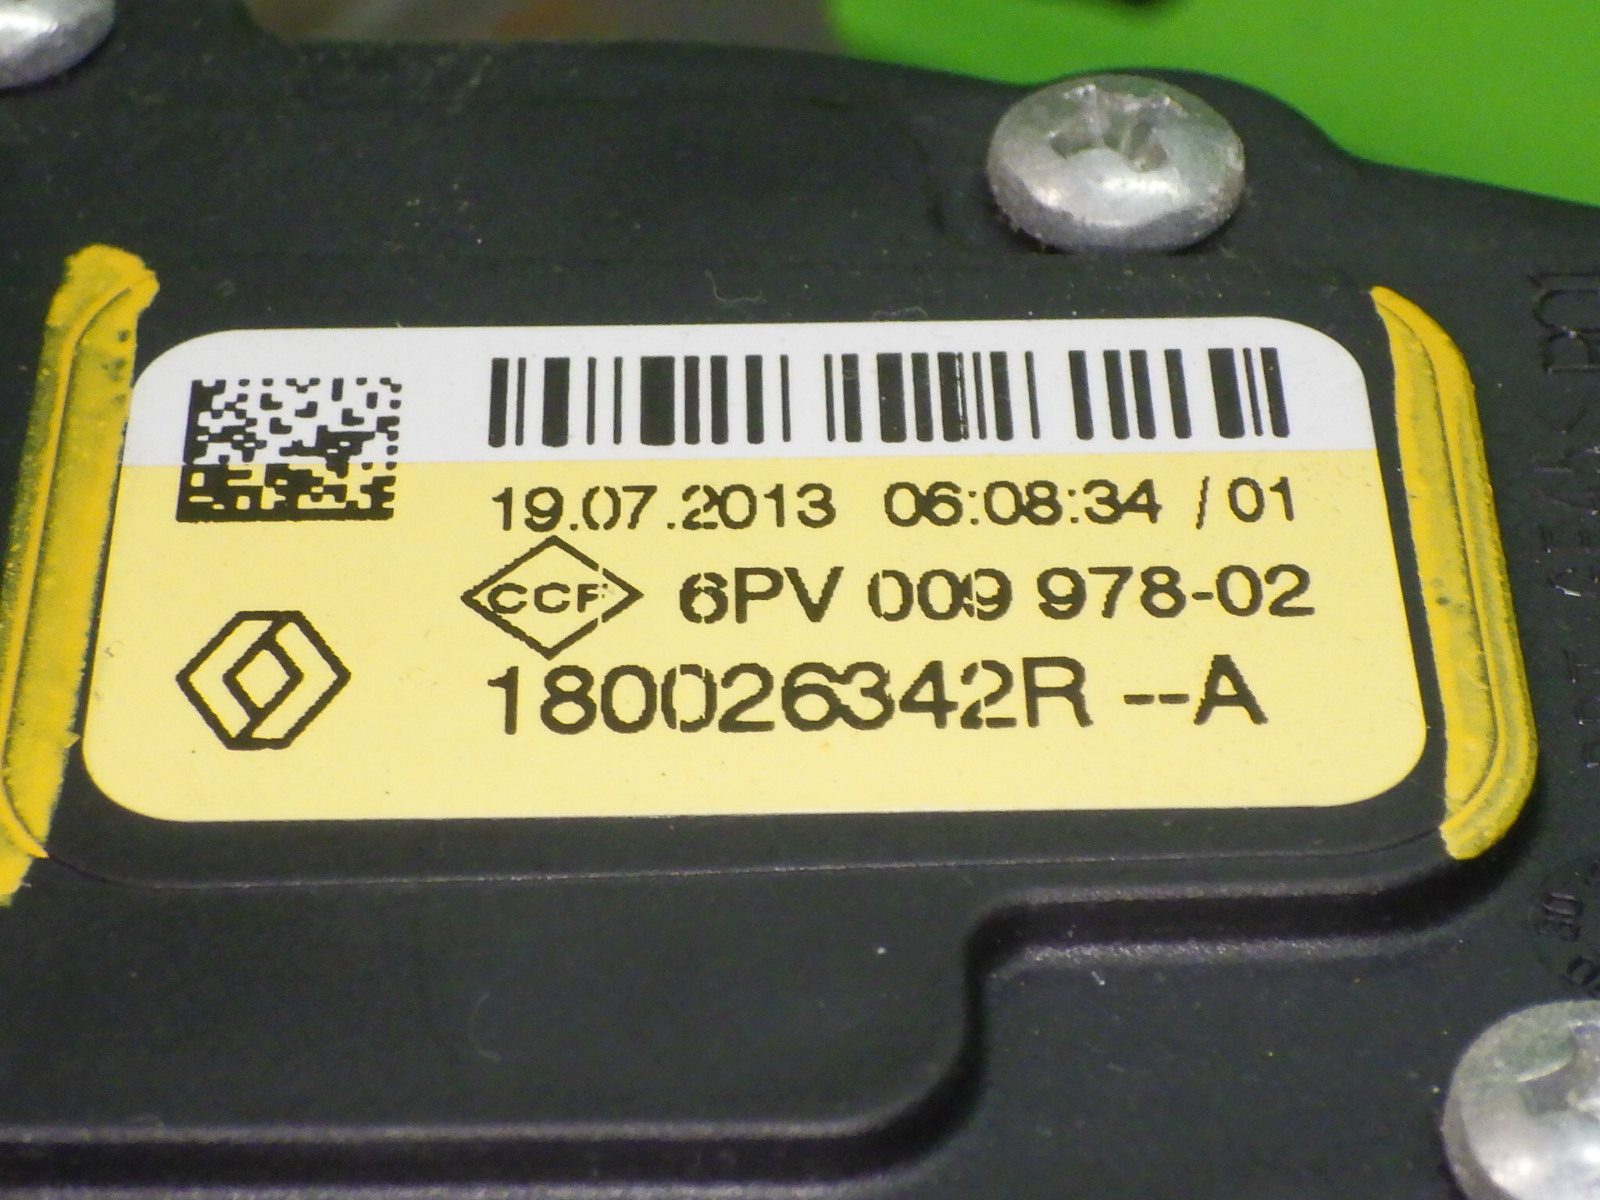 19.07.2013 06:08:34 / 01
CCF 6PV 009 978-02
180026342R --A